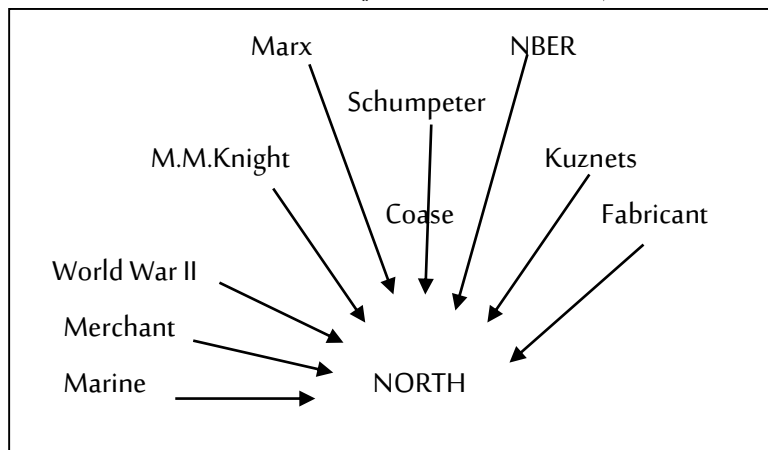 Marx
NBER
Schumpeter
M.M.Knight
Kuznets
Coase
Fabricant
World War II
Merchant
Marine
NORTH